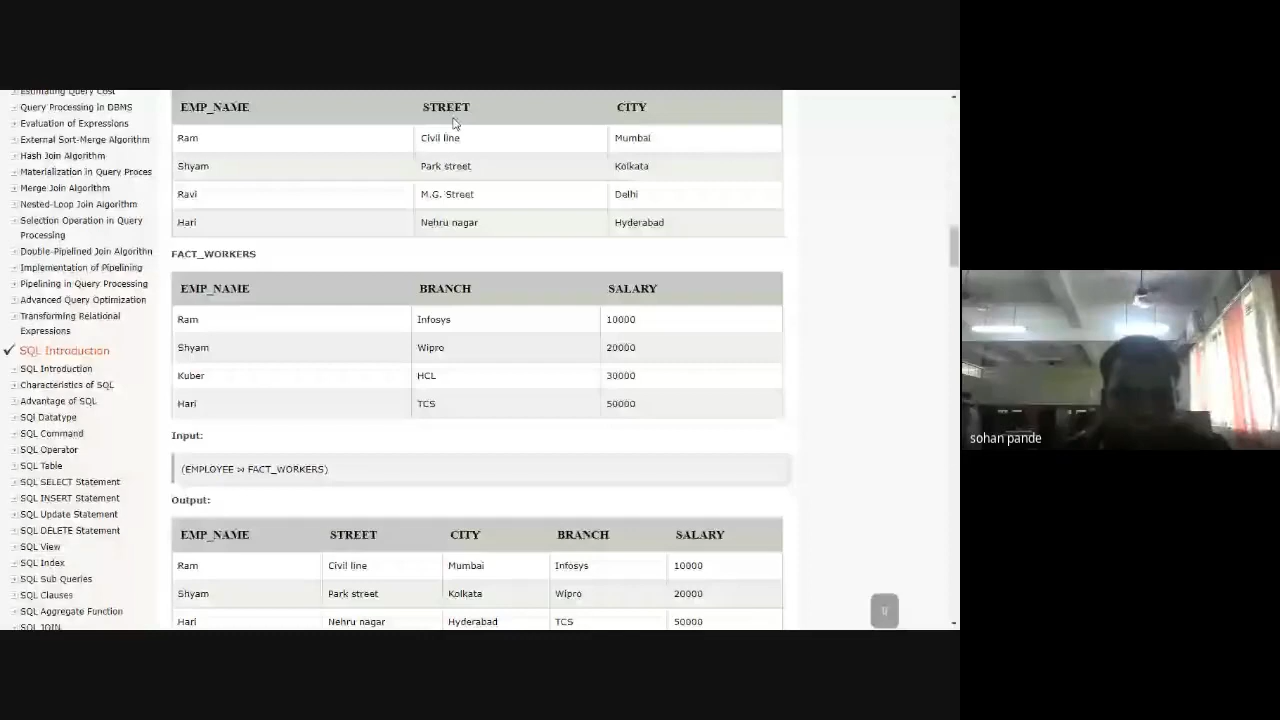 Estimating Query Cost
Query Processing in DBMS
Evaluation of Expressions
External Sort-Merge Algorithm
Hash Join Algorithm
Materialization in Query Proces
Merge Join Algorithm
Nested-Loop Join Algorithm
Selection Operation in Query
Processing
Double-Pipelined Join Algorithm
Implementation of Pipelining
Pipelining in Query Processing
Advanced Query Optimization
Transforming Relational
Expressions
SQL Introduction
SQL Introduction
Characteristics of SQL
Advantage of SQL
SQl Datatype
SQL Command
SQL Operator
SQL Table
SQL SELECT Statement
SQL INSERT Statement
SQL Update Statement
SQL DELETE Statement
SQL View
SQL Index
SQL Sub Queries
SQL Clauses
SQL Aggregate Function
SQL JOIN
EMP_NAME STREET CITY
Ram Civil line Mumbai
Shyam Park street Kolkata
Ravi M.G. Street Delhi
Hari Nehru nagar Hyderabad
FACT_WORKERS
EMP_NAME BRANCH SALARY
Ram Infosys 10000
Shyam Wipro 20000
Kuber HCL 30000
Hari TCS 50000
Input:
(EMPLOYEE ⋈ FACT_WORKERS)
Output:
EMP_NAME STREET CITY BRANCH SALARY
Ram Civil line Mumbai Infosys 10000
Shyam Park street Kolkata Wipro 20000
Hari Nehru nagar Hyderabad TCS 50000
sohan pande